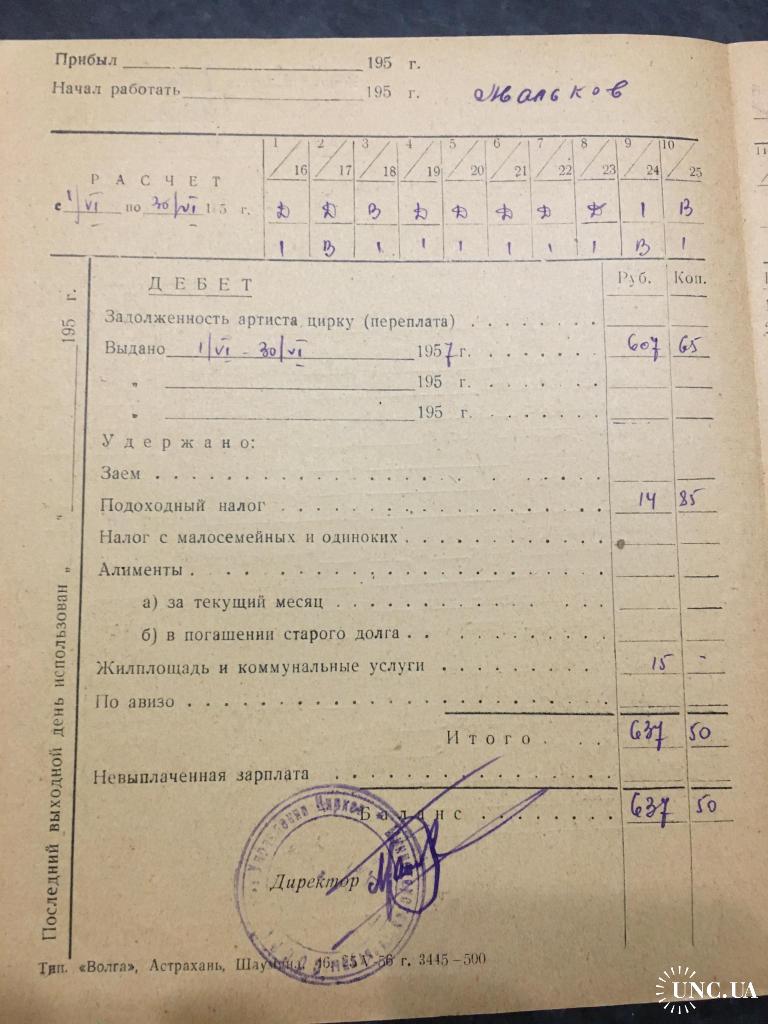 Прибыл 195 г.
Начал работать 195 г. Мальков
1/16 2/17 3/18 4/19 5/20 6/21 7/22 8/23 9/24 10/25
РАСЧЕТ
с 1/VI по 30/VI 195 г. Д Д В Д Д Д Д Д 1 В
1 В 1 1 1 1 1 1 В 1
ДЕБЕТ Руб. Коп.
Задолженность артиста цирку (переплата)
Выдано 1/VI - 30/VI 1957 г. 607 65
" 195 г.
" 195 г.
Удержано:
Заем
Подоходный налог 14 85
Налог с малосемейных и одиноких
Алименты
а) за текущий месяц
б) в погашении старого долга
Жилплощадь и коммунальные услуги 15 -
По авизо
Итого 637 50
Невыплаченная зарплата
Баланс 637 50
Директор
Последний выходной день использован " " 195 г.
Управление Цирков
Тип. «Волга», Астрахань, 3445-500
UNC.UA